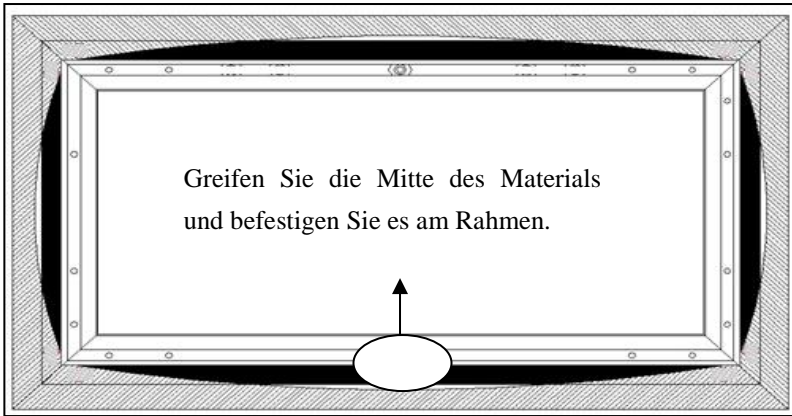 Greifen Sie die Mitte des Materials
und befestigen Sie es am Rahmen.